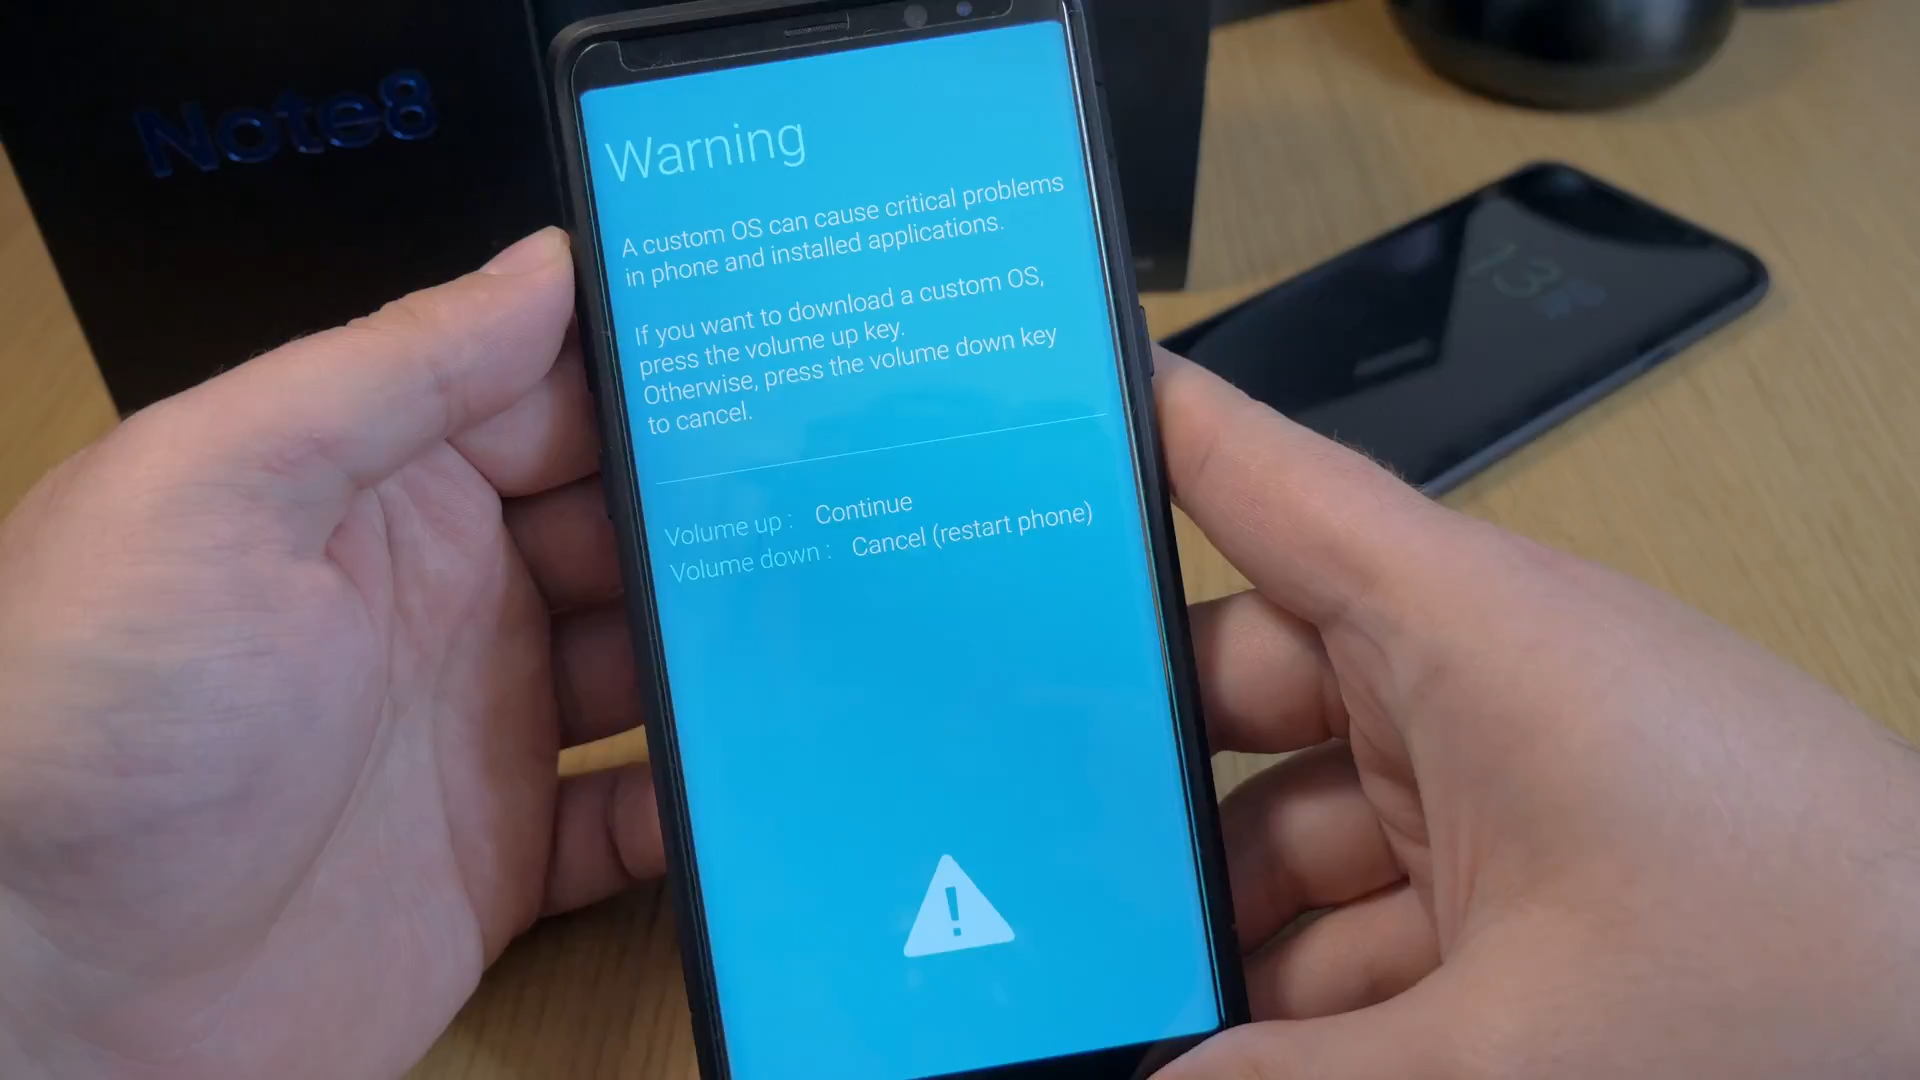 Note8
Warning
A custom OS can cause critical problems
in phone and installed applications.
If you want to download a custom OS,
press the volume up key.
Otherwise, press the volume down key
to cancel.
Volume up : Continue
Volume down : Cancel (restart phone)